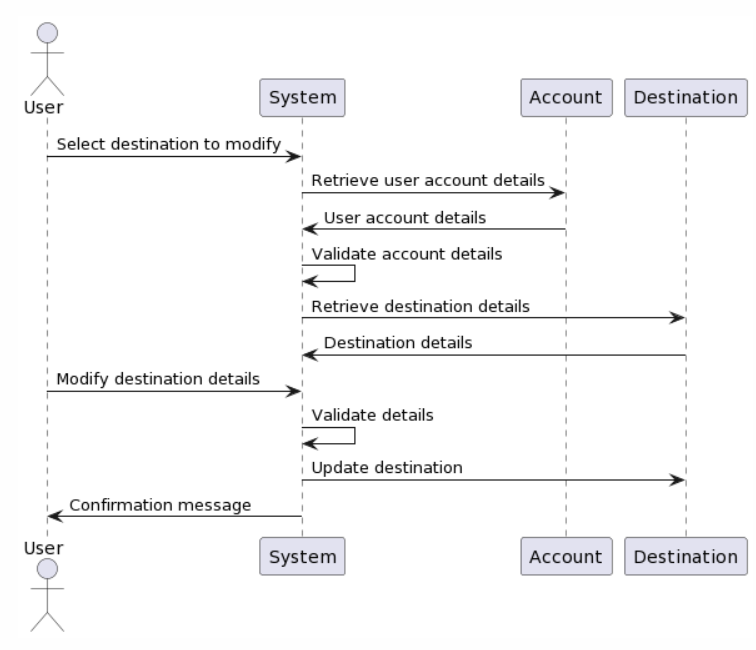 User
System
Account
Destination
Select destination to modify
Retrieve user account details
User account details
Validate account details
Retrieve destination details
Destination details
Modify destination details
Validate details
Update destination
Confirmation message
User
System
Account
Destination